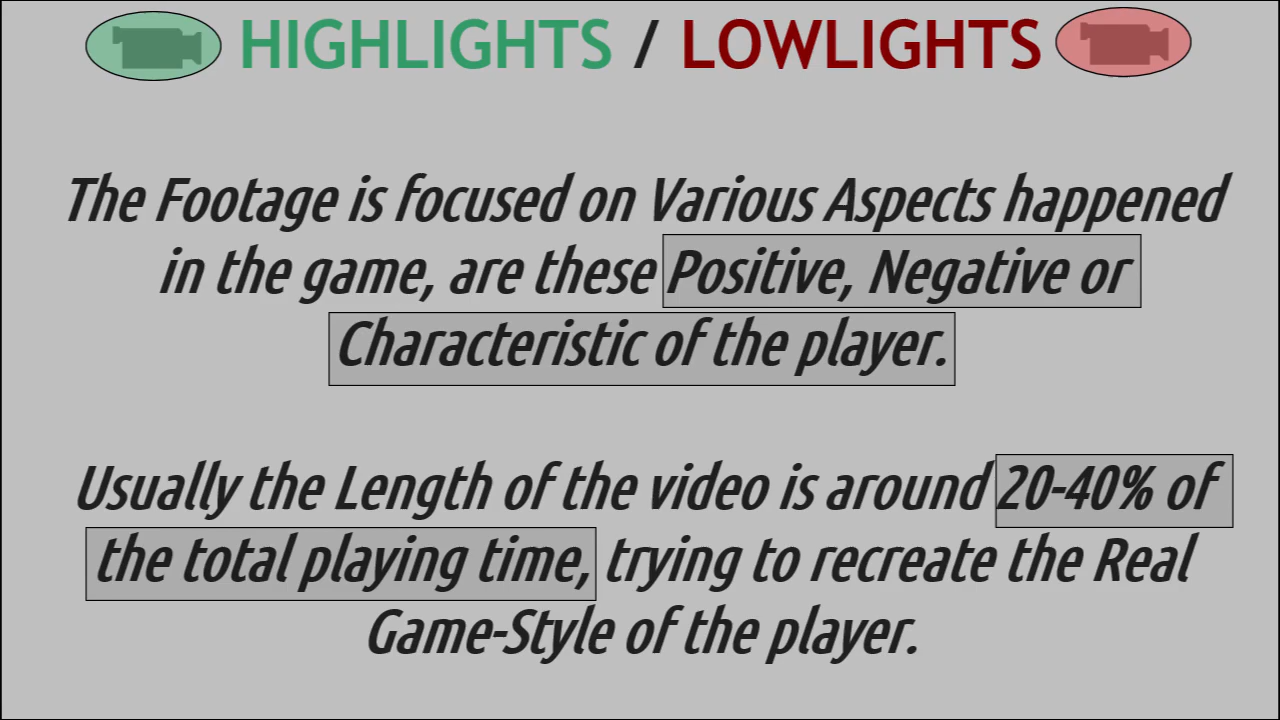 HIGHLIGHTS / LOWLIGHTS
The Footage is focused on Various Aspects happened
in the game, are these Positive, Negative or
Characteristic of the player.
Usually the Length of the video is around 20-40% of
the total playing time, trying to recreate the Real
Game-Style of the player.